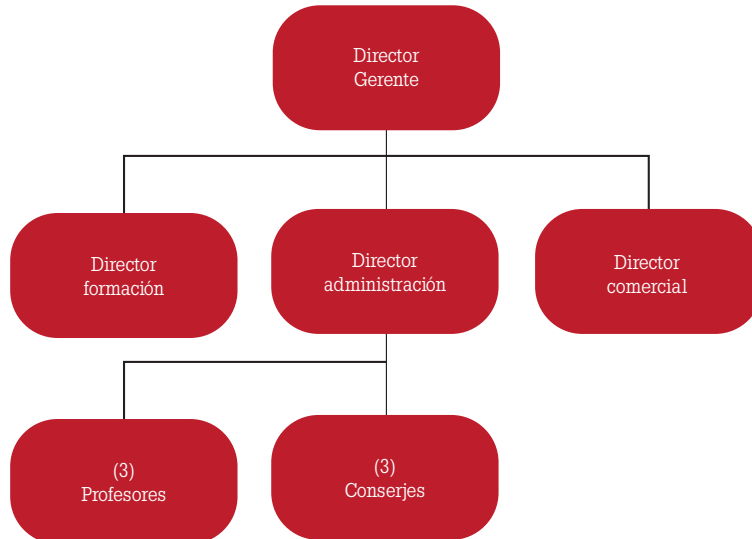 Director
Gerente
Director
formación
Director
administración
Director
comercial
(3)
Profesores
(3)
Conserjes